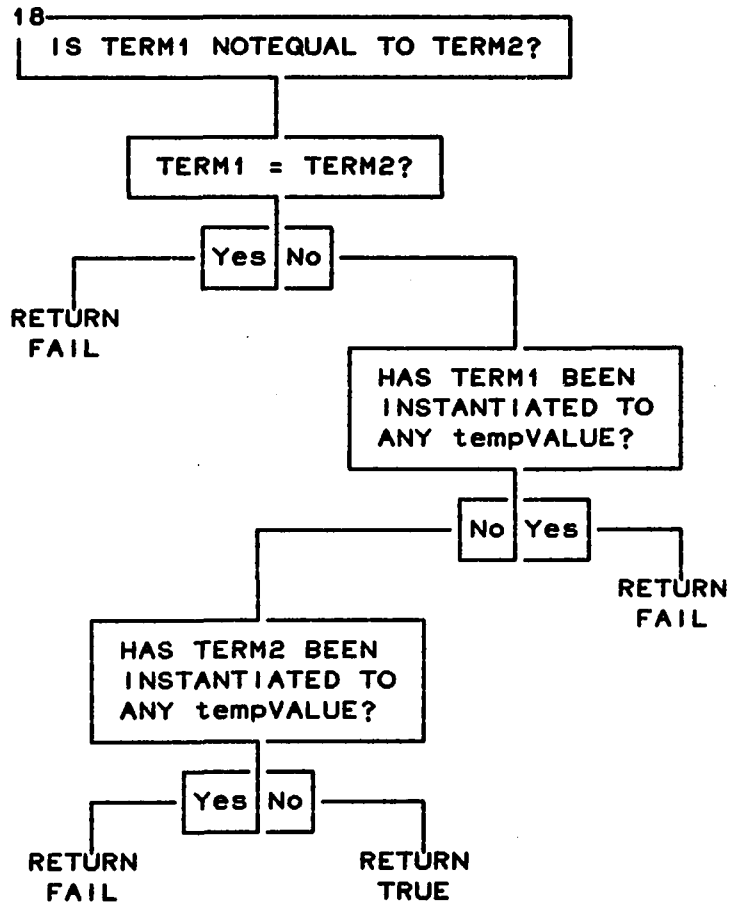 18
IS TERM1 NOTEQUAL TO TERM2?
TERM1 = TERM2?
Yes No
RETURN
FAIL
HAS TERM1 BEEN
INSTANTIATED TO
ANY tempVALUE?
No Yes
RETURN
FAIL
HAS TERM2 BEEN
INSTANTIATED TO
ANY tempVALUE?
Yes No
RETURN
FAIL
RETURN
TRUE